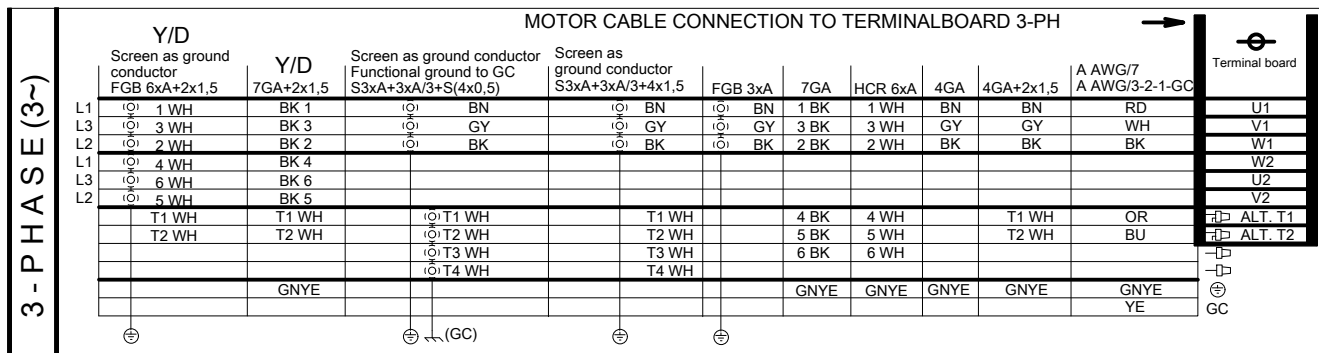 MOTOR CABLE CONNECTION TO TERMINALBOARD 3-PH
3 - P H A S E (3~)
Y/D
Screen as ground
conductor
FGB 6xA+2x1,5
Y/D
7GA+2x1,5
Screen as ground conductor
Functional ground to GC
S3xA+3xA/3+S(4x0,5)
Screen as
ground conductor
S3xA+3xA/3+4x1,5
FGB 3xA
7GA
HCR 6xA
4GA
4GA+2x1,5
A AWG/7
A AWG/3-2-1-GC
Terminal board
L1 1 WH BK 1 BN BN BN 1 BK 1 WH BN BN RD U1
L3 3 WH BK 3 GY GY GY 3 BK 3 WH GY GY WH V1
L2 2 WH BK 2 BK BK BK 2 BK 2 WH BK BK BK W1
L1 4 WH BK 4 W2
L3 6 WH BK 6 U2
L2 5 WH BK 5 V2
T1 WH T1 WH T1 WH T1 WH 4 BK 4 WH T1 WH OR ALT. T1
T2 WH T2 WH T2 WH T2 WH 5 BK 5 WH T2 WH BU ALT. T2
T3 WH T3 WH 6 BK 6 WH
T4 WH T4 WH
GNYE GNYE GNYE GNYE GNYE GNYE
YE GC
(GC)